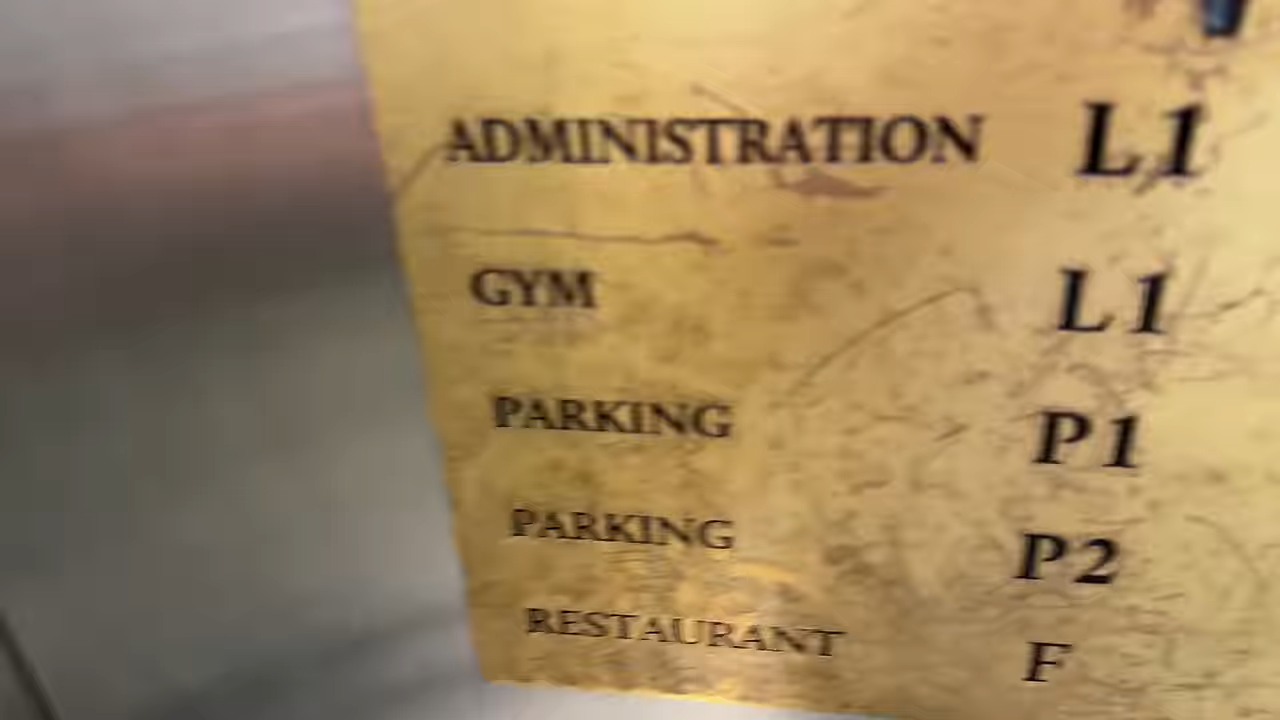 ADMINISTRATION L1
GYM L1
PARKING P1
PARKING P2
RESTAURANT F